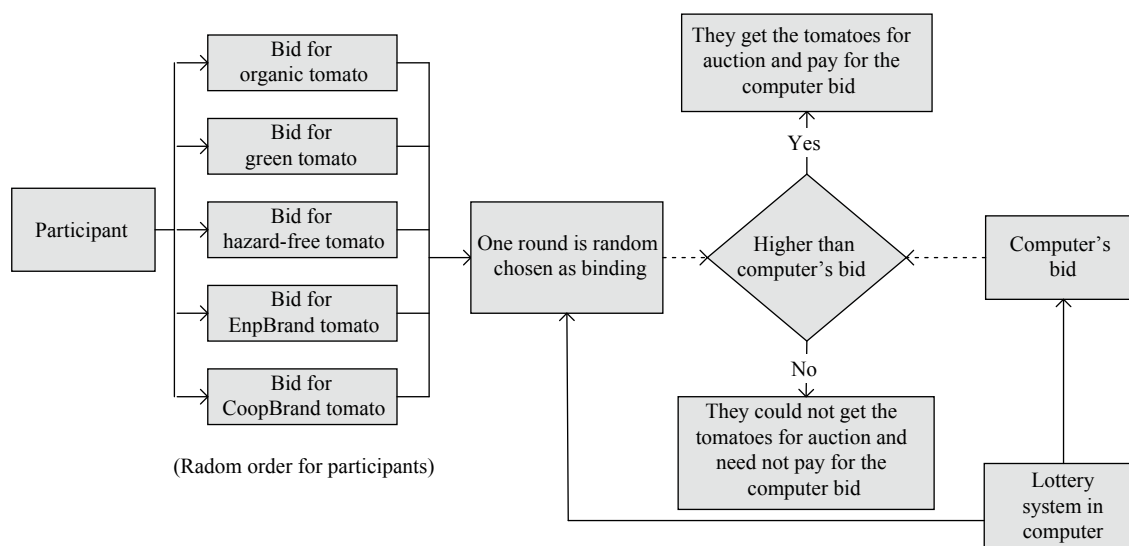 Participant
Bid for
organic tomato
Bid for
green tomato
Bid for
hazard-free tomato
Bid for
EnpBrand tomato
Bid for
CoopBrand tomato
(Radom order for participants)
One round is random
chosen as binding
They get the tomatoes for
auction and pay for the
computer bid
Yes
Higher than
computer's bid
No
They could not get the
tomatoes for auction and
need not pay for the
computer bid
Computer's
bid
Lottery
system in
computer